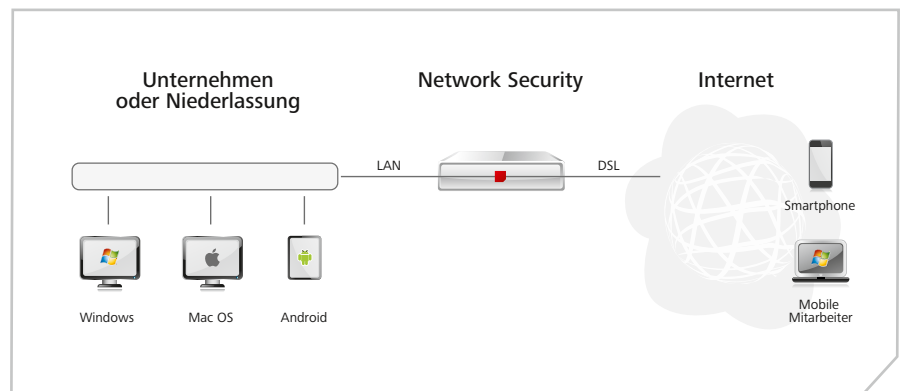 Unternehmen
oder Niederlassung
Network Security
Internet
LAN
DSL
Smartphone
Windows
Mac OS
Android
Mobile
Mitarbeiter